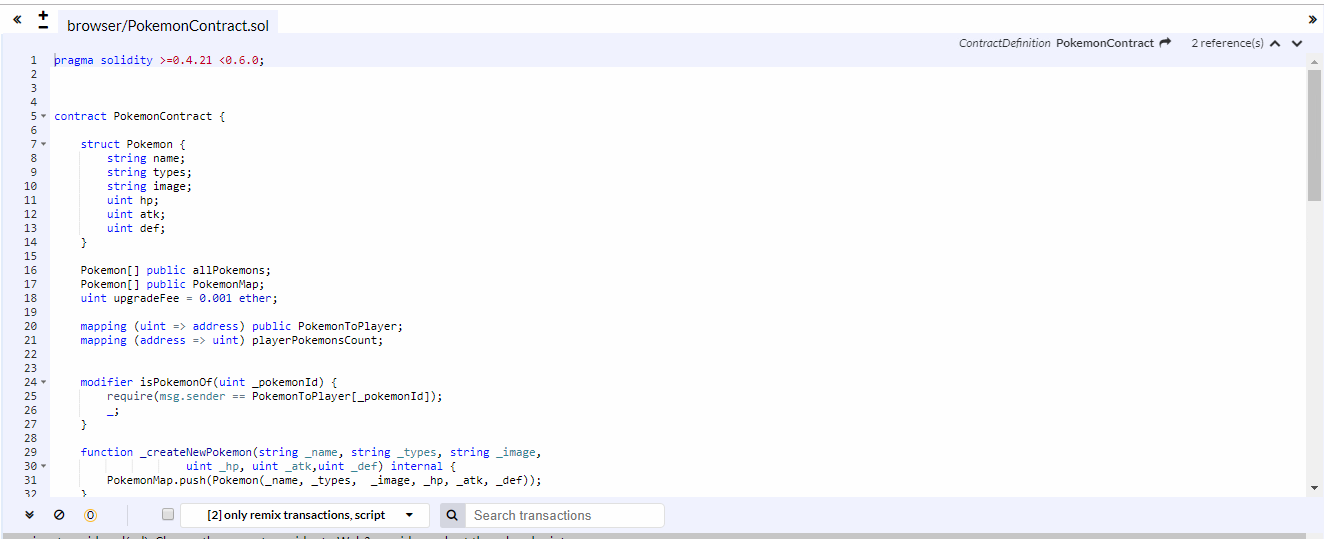 browser/PokemonContract.sol
ContractDefinition PokemonContract 2 reference(s)
1 pragma solidity >=0.4.21 <0.6.0;
2
3
4
5 contract PokemonContract {
6
7 struct Pokemon {
8 string name;
9 string types;
10 string image;
11 uint hp;
12 uint atk;
13 uint def;
14 }
15
16 Pokemon[] public allPokemons;
17 Pokemon[] public PokemonMap;
18 uint upgradeFee = 0.001 ether;
19
20 mapping (uint => address) public PokemonToPlayer;
21 mapping (address => uint) playerPokemonsCount;
22
23
24 modifier isPokemonOf(uint _pokemonId) {
25 require(msg.sender == PokemonToPlayer[_pokemonId]);
26 _;
27 }
28
29 function _createNewPokemon(string _name, string _types, string _image,
30 uint _hp, uint _atk,uint _def) internal {
31 PokemonMap.push(Pokemon(_name, _types, _image, _hp, _atk, _def));
32 }
0 [2] only remix transactions, script Search transactions